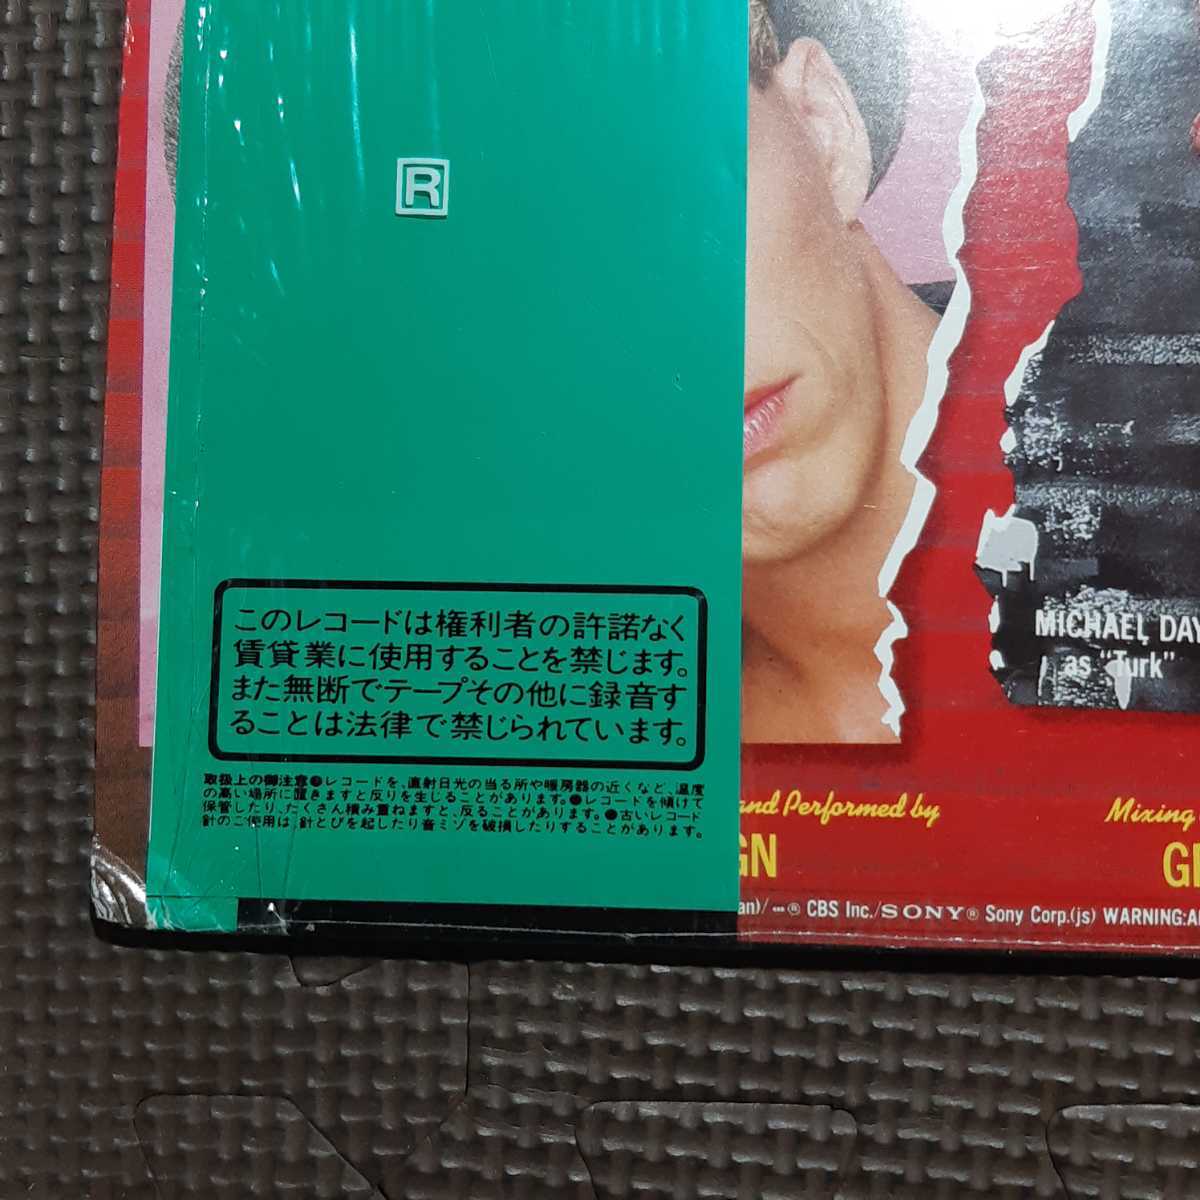 R
このレコードは権利者の許諾なく
賃貸業に使用することを禁じます。
また無断でテープその他に録音す
ることは法律で禁じられています。
取扱上の御注意●レコードを、直射日光の当る所や暖房器の近くなど、温度
の高い場所に置きますと反りを生じることがあります。●レコードを傾けて
保管したり、たくさん積み重ねますと、反ることがあります。●古いレコード
針のご使用は、針とびを起したり音ミゾを破損したりすることがあります。
MICHAEL DAV
as "Turk"
and Performed by
GN
Mixing
an)/ ® CBS Inc./SONY® Sony Corp.(js) WARNING: